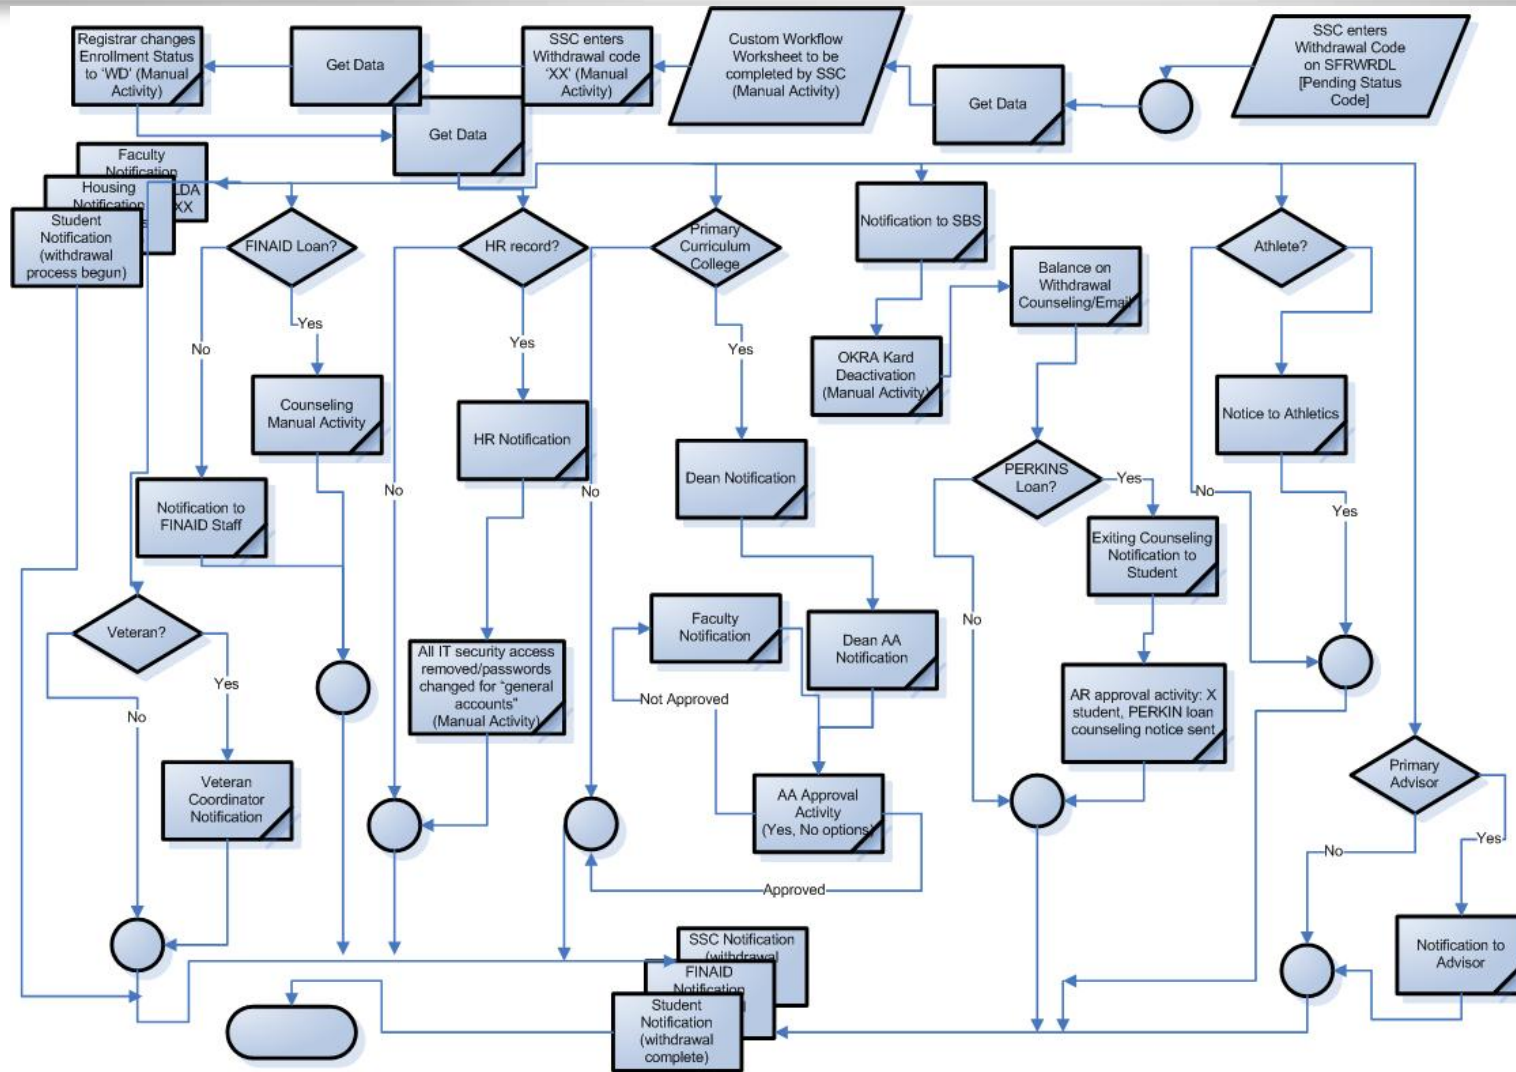 Registrar changes
Enrollment Status
to ‘WD’ (Manual
Activity)
Get Data
SSC enters
Withdrawal code
‘XX’ (Manual
Activity)
Custom Workflow
Worksheet to be
completed by SSC
(Manual Activity)
Get Data
SSC enters
Withdrawal Code
on SFRWRDL
[Pending Status
Code]
Get Data
Faculty
Notification
LDA
XX
Housing
Notification
Student
Notification
(withdrawal
process begun)
FINAID Loan?
HR record?
Primary
Curriculum
College
Notification to SBS
Athlete?
Balance on
Withdrawal
Counseling/Email
Yes
No
Yes
Yes
OKRA Kard
Deactivation
(Manual Activity)
Counseling
Manual Activity
HR Notification
Notice to Athletics
Dean Notification
PERKINS
Loan?
Yes
No
No
No
Yes
Notification to
FINAID Staff
Exiting Counseling
Notification to
Student
Veteran?
Faculty
Notification
Dean AA
Notification
No
All IT security access
removed/passwords
changed for “general
accounts”
(Manual Activity)
Yes
No
Not Approved
AR approval activity: X
student, PERKIN loan
counseling notice sent
Veteran
Coordinator
Notification
AA Approval
Activity
(Yes, No options)
Primary
Advisor
Yes
No
Approved
SSC Notification
(withdrawal
FINAID
Notification
Student
Notification
(withdrawal
complete)
Notification to
Advisor